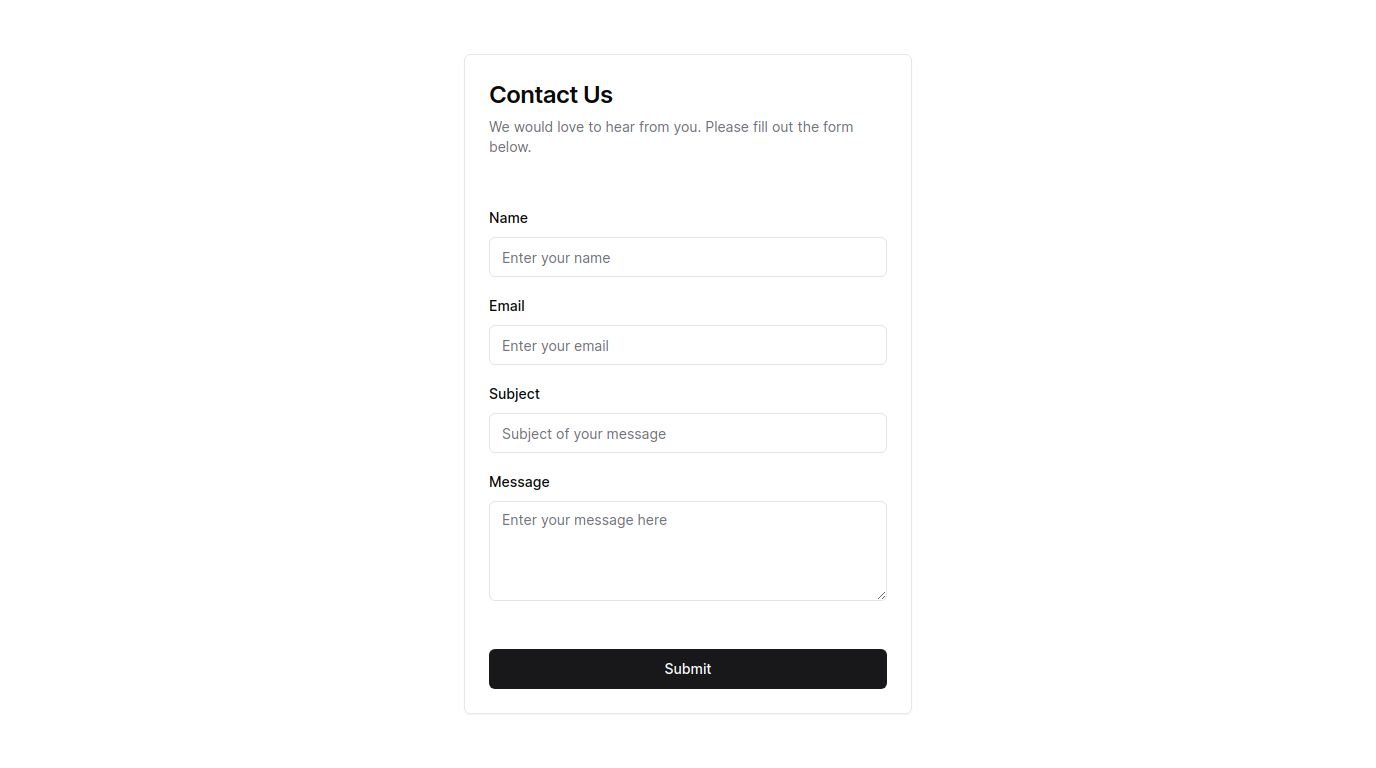 Contact Us
We would love to hear from you. Please fill out the form
below.
Name
Enter your name
Email
Enter your email
Subject
Subject of your message
Message
Enter your message here
Submit